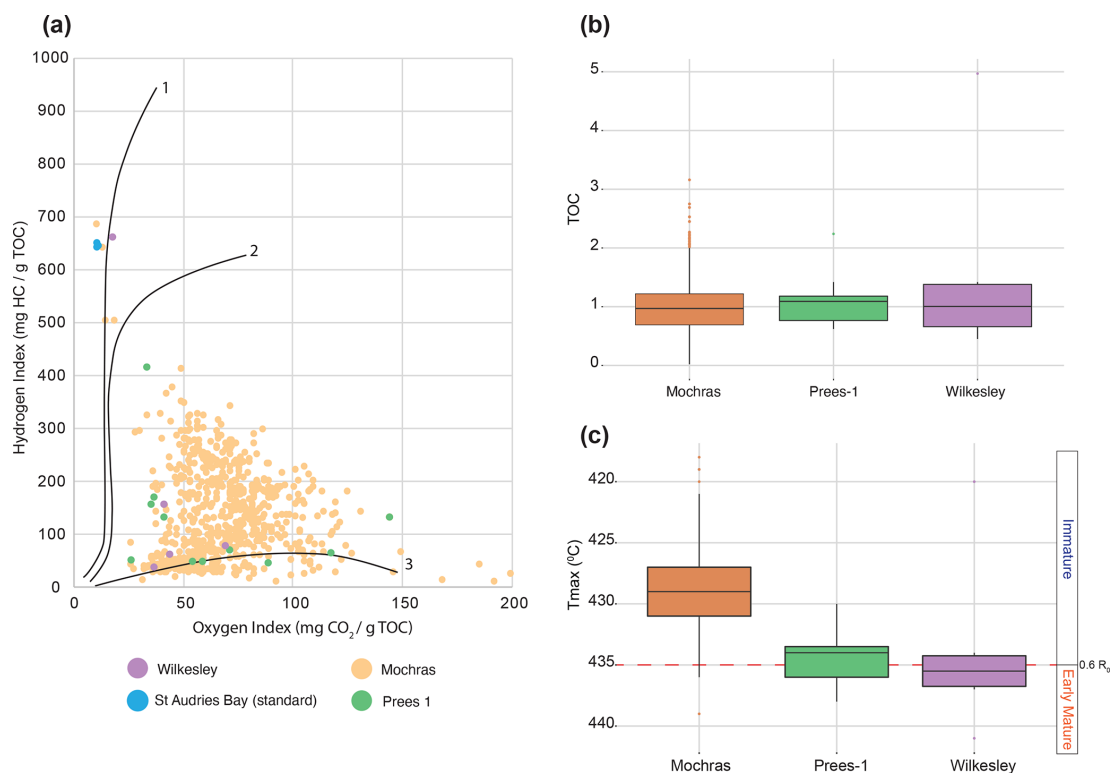 (a)
1000
900
800
700
600
500
400
300
200
100
0
Hydrogen Index (mg HC / g TOC)
1
2
3
0
50
100
150
200
Oxygen Index (mg CO2 / g TOC)
Wilkesley
Mochras
St Audries Bay (standard)
Prees 1
(b)
5
4
3
2
1
0
TOC
Mochras
Prees-1
Wilkesley
(c)
420
425
430
435
440
Tmax (⁰C)
Immature
0.6 R₀
Early Mature
Mochras
Prees-1
Wilkesley